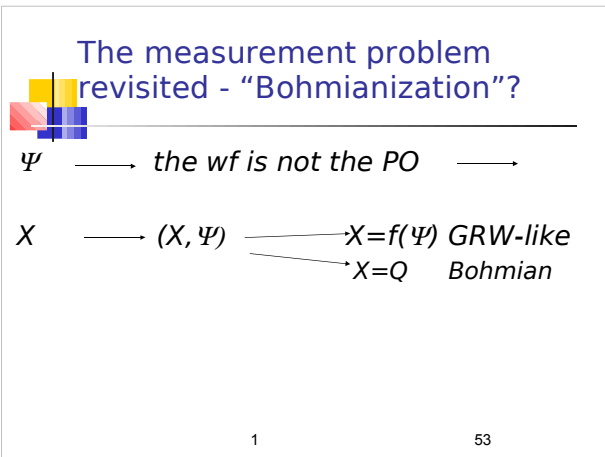 The measurement problem
revisited - “Bohmianization”?
Ψ the wf is not the PO
X (X, Ψ) X=f(Ψ) GRW-like
X=Q Bohmian
1 53